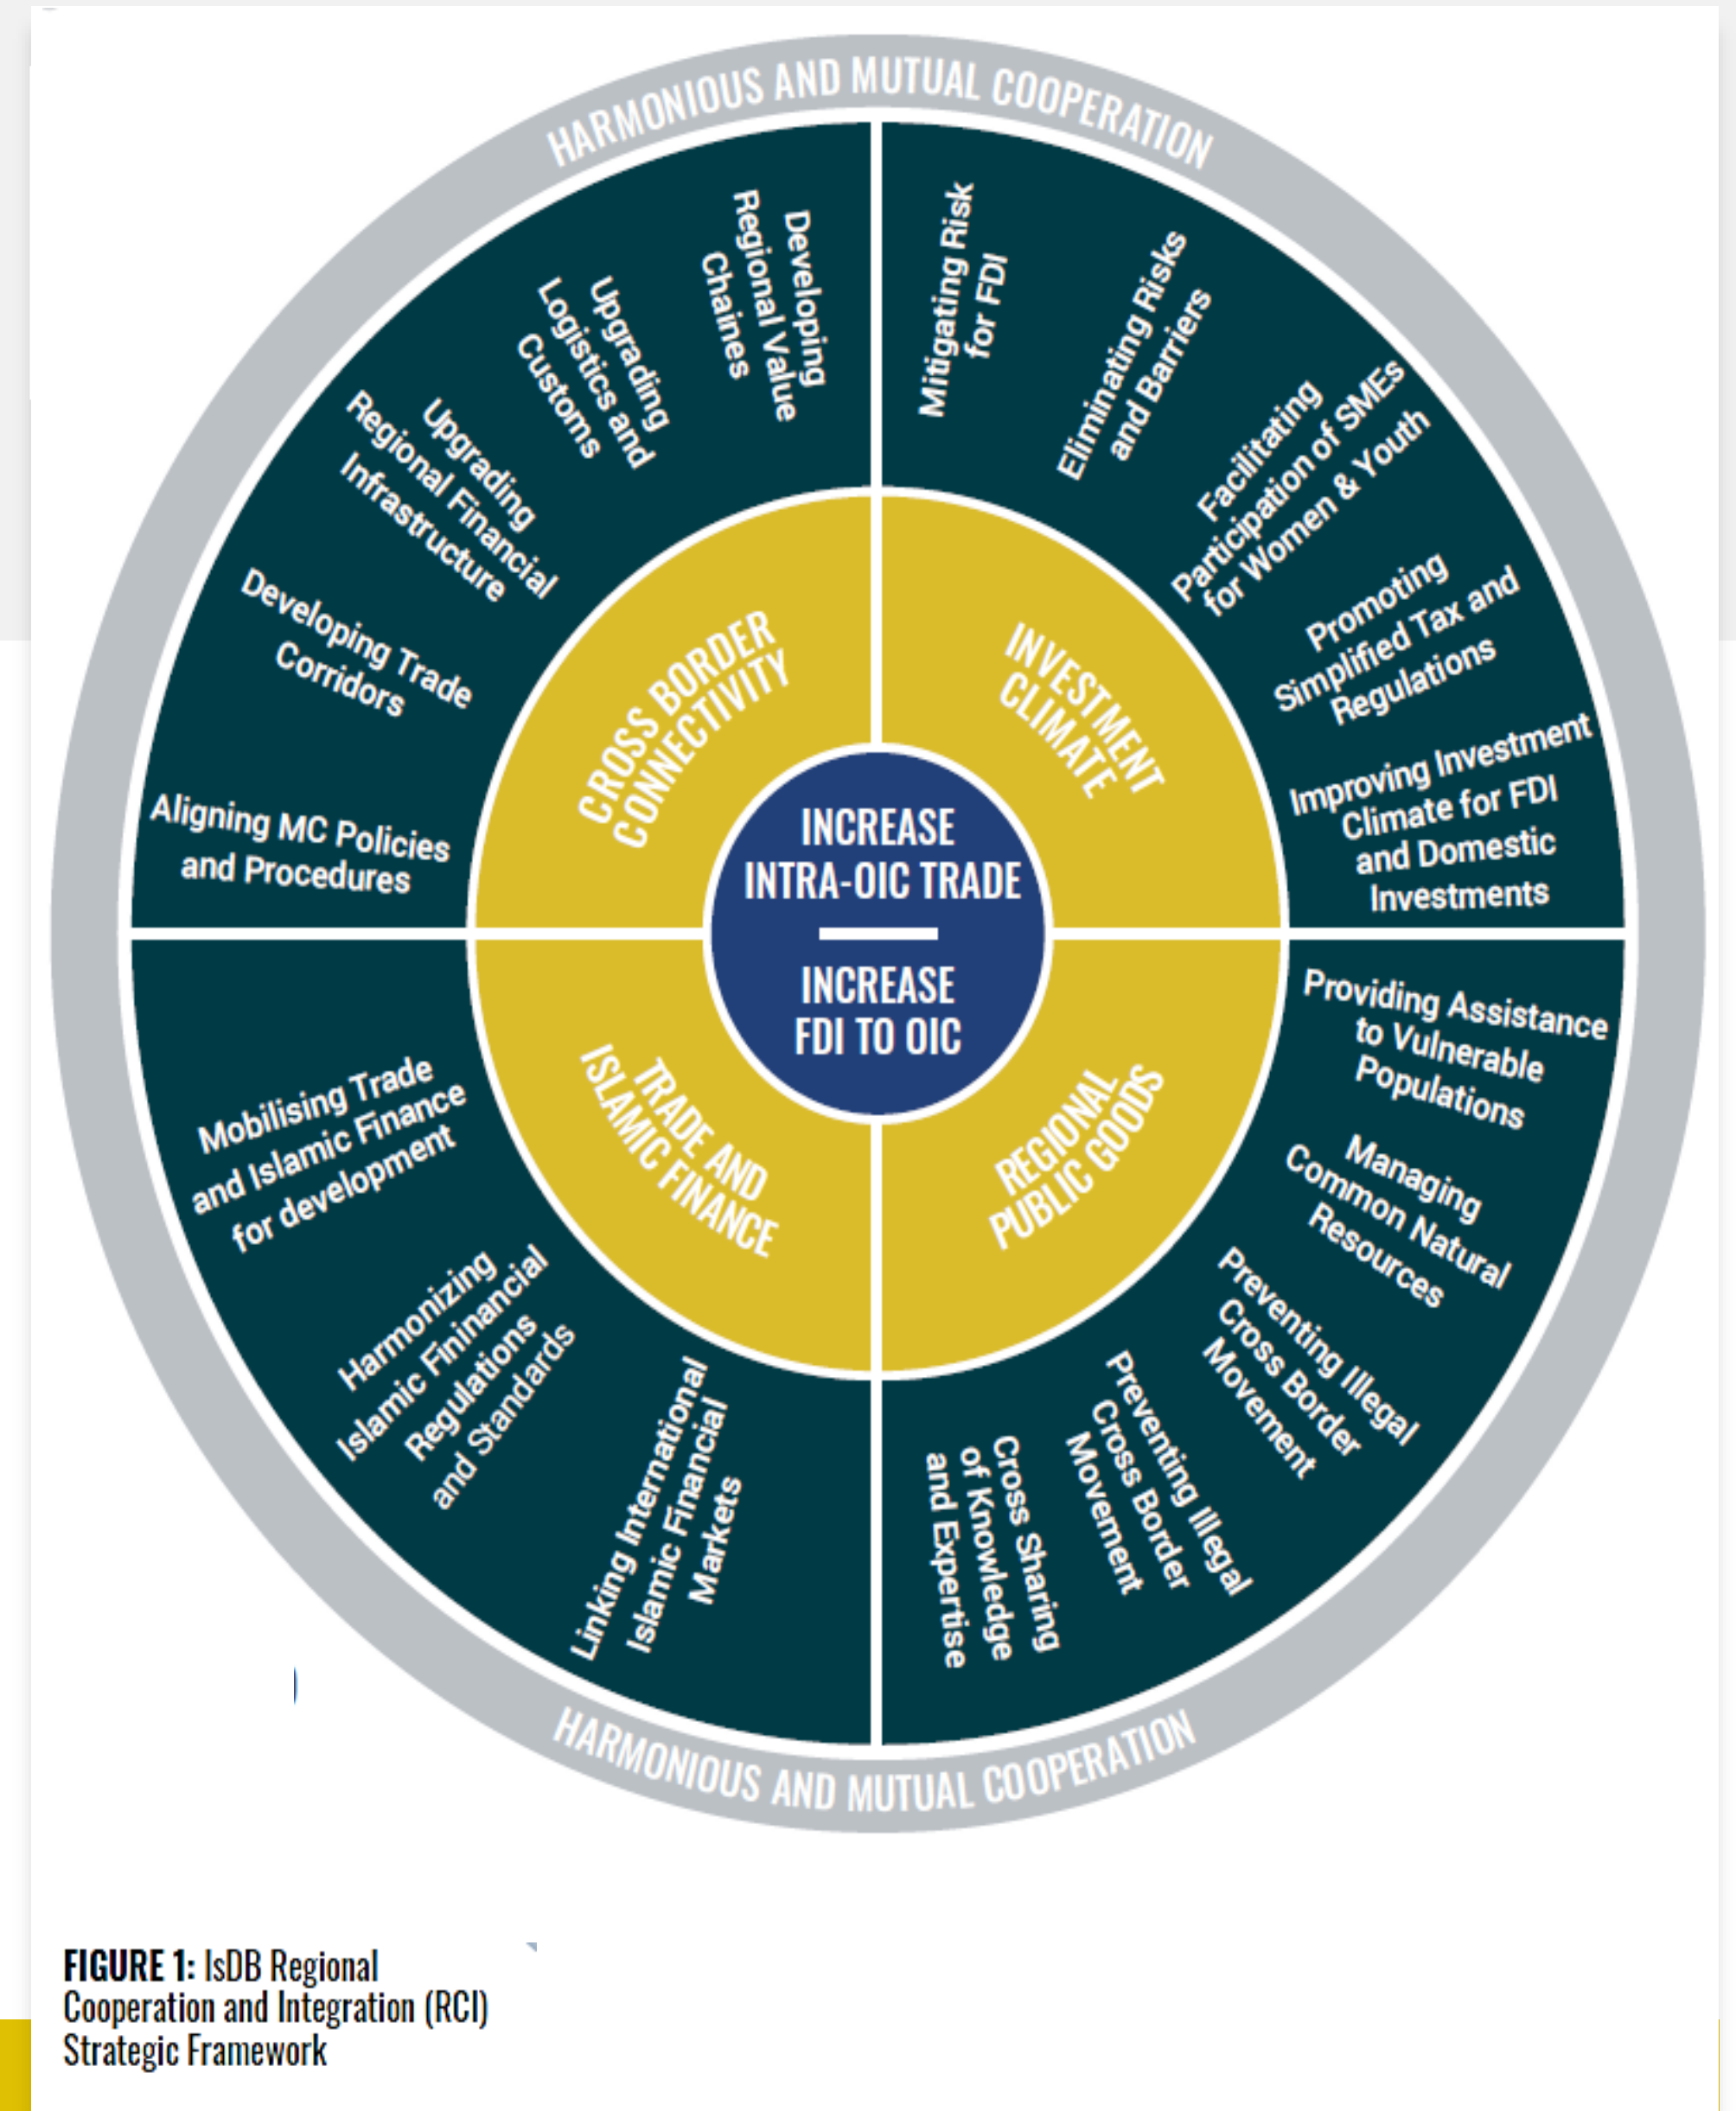 HARMONIOUS AND MUTUAL COOPERATION
Developing
Regional Value
Chaines
Upgrading
Logistics and
Customs
Upgrading
Regional Financial
Infrastructure
Developing Trade
Corridors
Aligning MC Policies
and Procedures
Mitigating Risk
for FDI
Eliminating Risks
and Barriers
Facilitating
Participation of SMEs
for Women & Youth
Promoting
Simplified Tax and
Regulations
Improving Investment
Climate for FDI
and Domestic
Investments
CROSS BORDER
CONNECTIVITY
INVESTMENT
CLIMATE
INCREASE
INTRA-OIC TRADE
INCREASE
FDI TO OIC
TRADE AND
ISLAMIC FINANCE
REGIONAL
PUBLIC GOODS
Mobilising Trade
and Islamic Finance
for development
Harmonizing
Islamic Fininancial
Regulations
and Standards
Linking International
Islamic Financial
Markets
Providing Assistance
to Vulnerable
Populations
Managing
Common Natural
Resources
Preventing Illegal
Cross Border
Movement
Preventing Illegal
Cross Border
Movement
Cross Sharing
of Knowledge
and Expertise
HARMONIOUS AND MUTUAL COOPERATION
FIGURE 1: IsDB Regional
Cooperation and Integration (RCI)
Strategic Framework